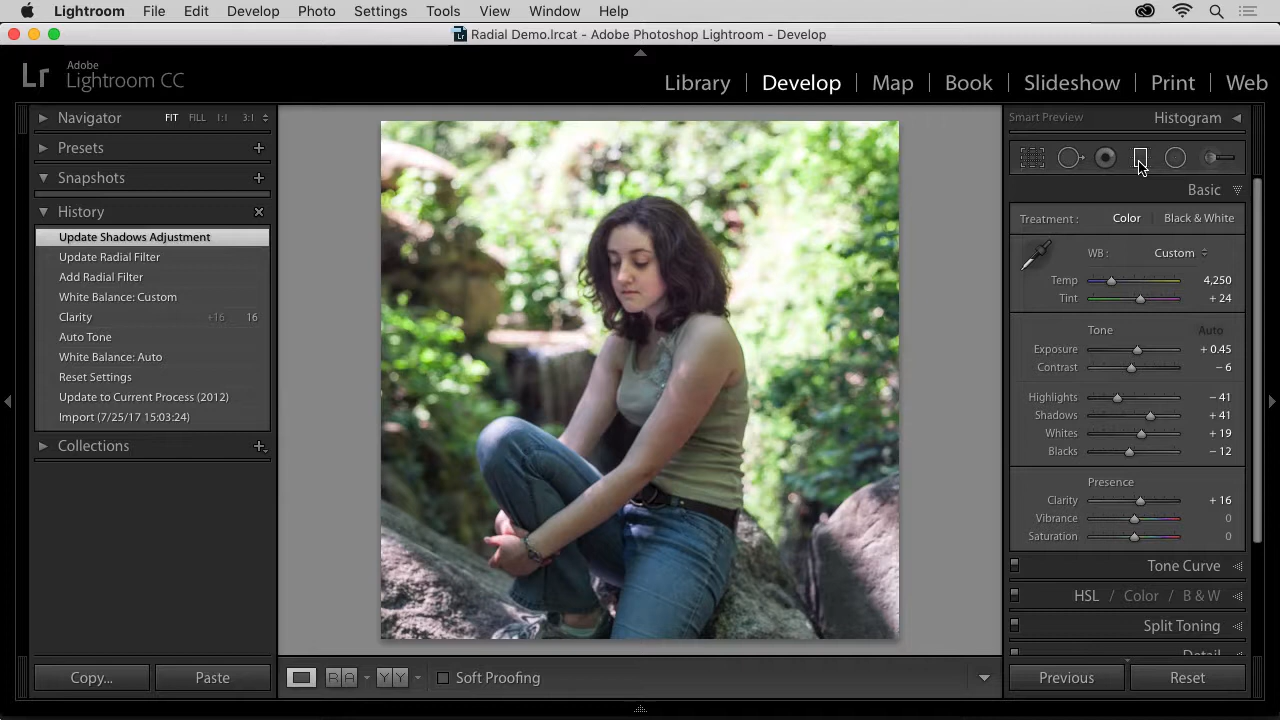 Lightroom File Edit Develop Photo Settings Tools View Window Help
Lr Radial Demo.lrcat - Adobe Photoshop Lightroom - Develop
Lr Adobe
Lightroom CC
Library | Develop | Map | Book | Slideshow | Print | Web
Navigator FIT FILL 1:1 3:1
Presets +
Snapshots +
History ×
Update Shadows Adjustment
Update Radial Filter
Add Radial Filter
White Balance: Custom
Clarity +16 16
Auto Tone
White Balance: Auto
Reset Settings
Update to Current Process (2012)
Import (7/25/17 15:03:24)
Collections +
Copy... Paste
R A Y Y Soft Proofing
Smart Preview Histogram
Basic
Treatment : Color Black & White
WB : Custom
Temp 4,250
Tint + 24
Tone Auto
Exposure + 0.45
Contrast – 6
Highlights – 41
Shadows + 41
Whites + 19
Blacks – 12
Presence
Clarity + 16
Vibrance 0
Saturation 0
Tone Curve
HSL / Color / B & W
Split Toning
Detail
Previous Reset